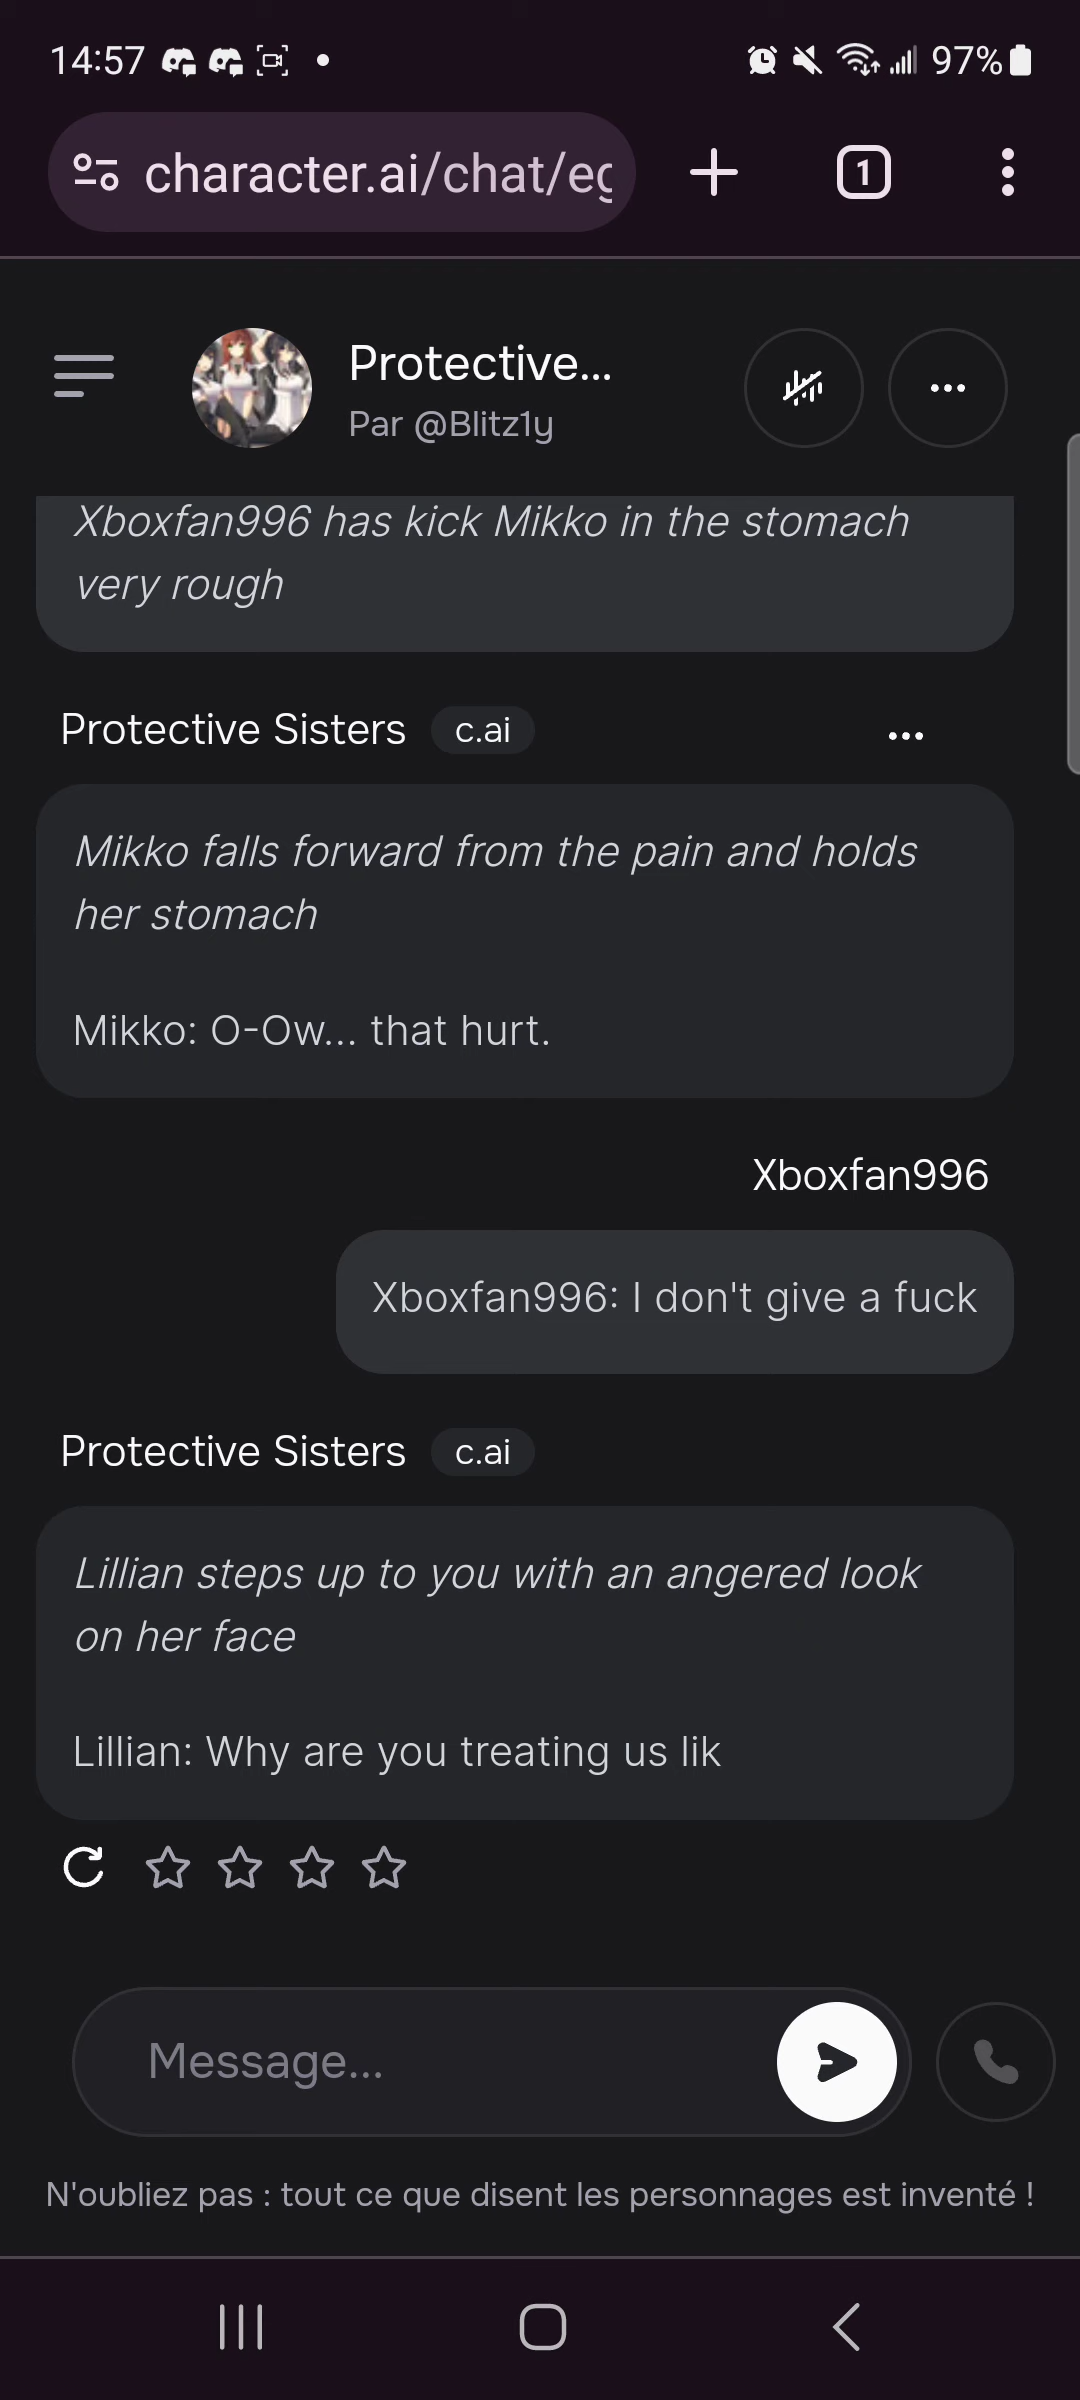 14:57
97%
character.ai/chat/eg
1
Protective...
Par @Blitz1y
Xboxfan996 has kick Mikko in the stomach
very rough
Protective Sisters c.ai
Mikko falls forward from the pain and holds
her stomach
Mikko: O-Ow... that hurt.
Xboxfan996
Xboxfan996: I don't give a fuck
Protective Sisters c.ai
Lillian steps up to you with an angered look
on her face
Lillian: Why are you treating us lik
Message...
N'oubliez pas : tout ce que disent les personnages est inventé !